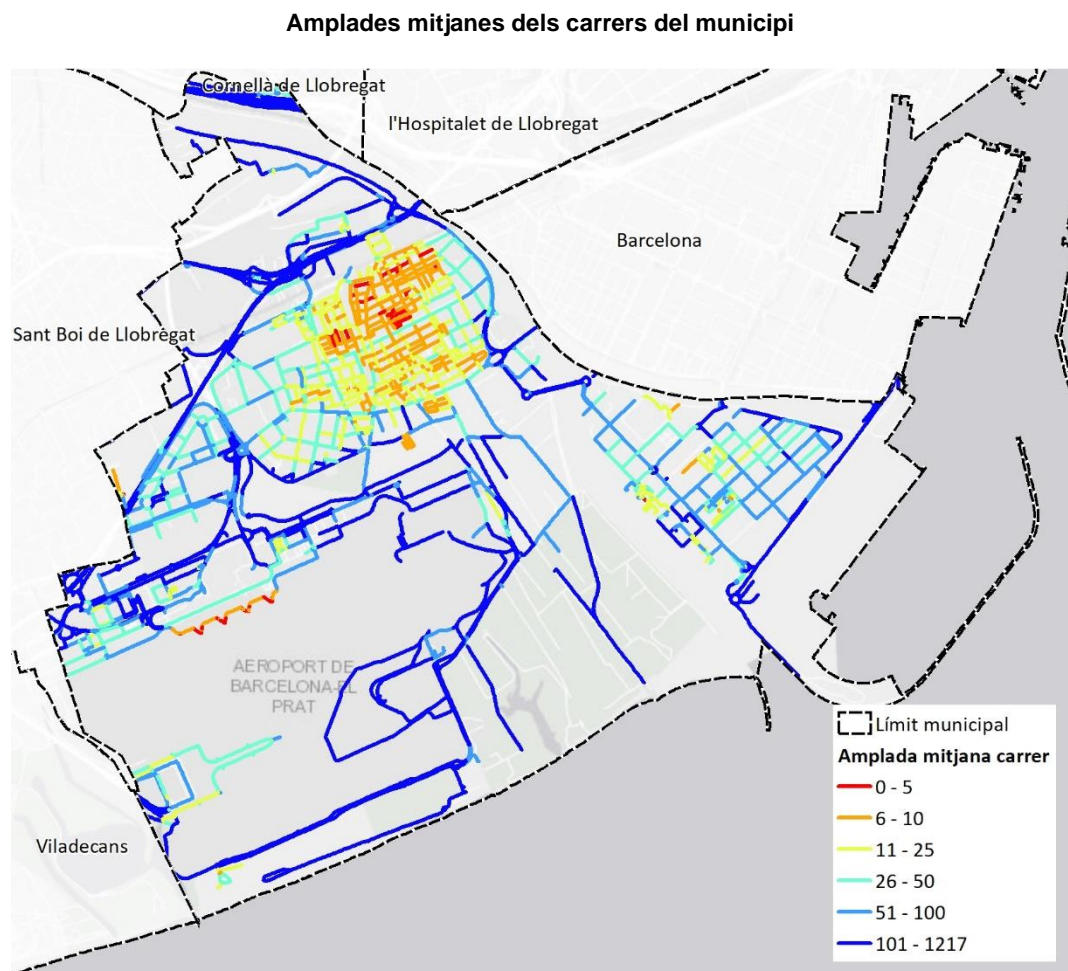 Amplades mitjanes dels carrers del municipi
Cornellà de Llobregat
l'Hospitalet de Llobregat
Barcelona
Sant Boi de Llobregat
AEROPORT DE
BARCELONA-EL
PRAT
Viladecans
Límit municipal
Amplada mitjana carrer
0 - 5
6 - 10
11 - 25
26 - 50
51 - 100
101 - 1217